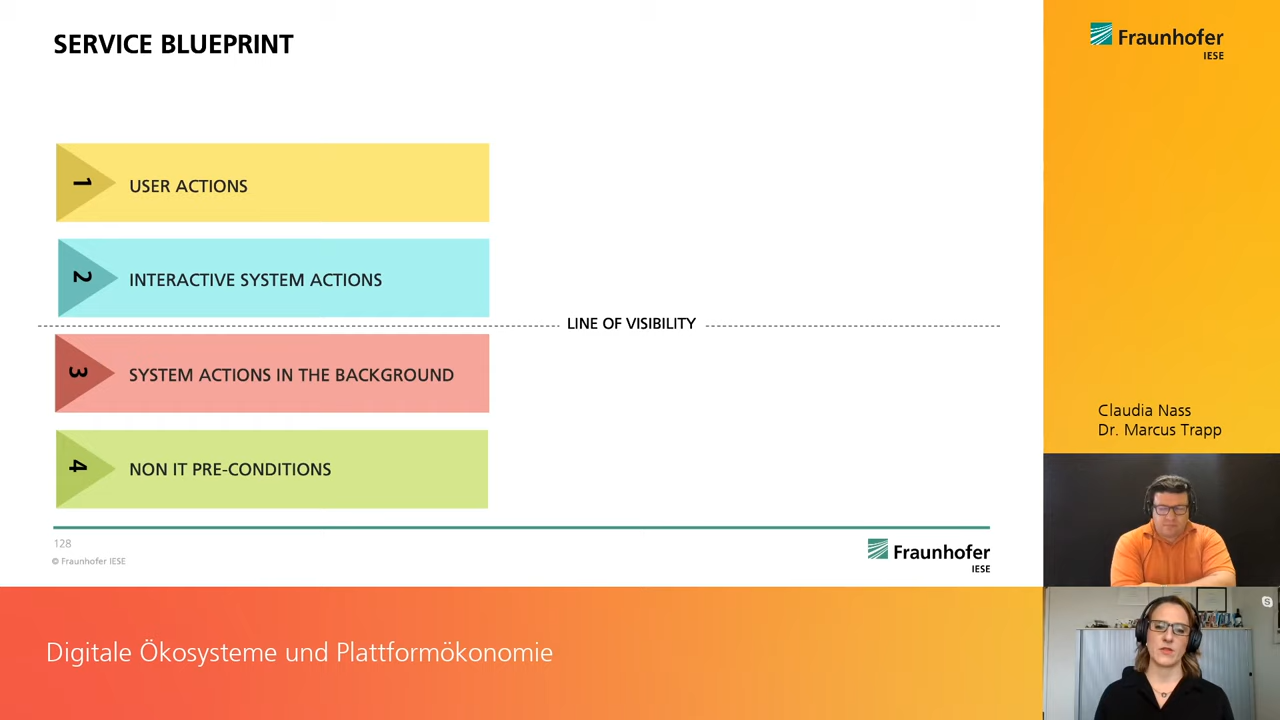 SERVICE BLUEPRINT
1 USER ACTIONS
2 INTERACTIVE SYSTEM ACTIONS
LINE OF VISIBILITY
3 SYSTEM ACTIONS IN THE BACKGROUND
4 NON IT PRE-CONDITIONS
128
© Fraunhofer IESE
Fraunhofer
IESE
Fraunhofer
IESE
Claudia Nass
Dr. Marcus Trapp
Digitale Ökosysteme und Plattformökonomie